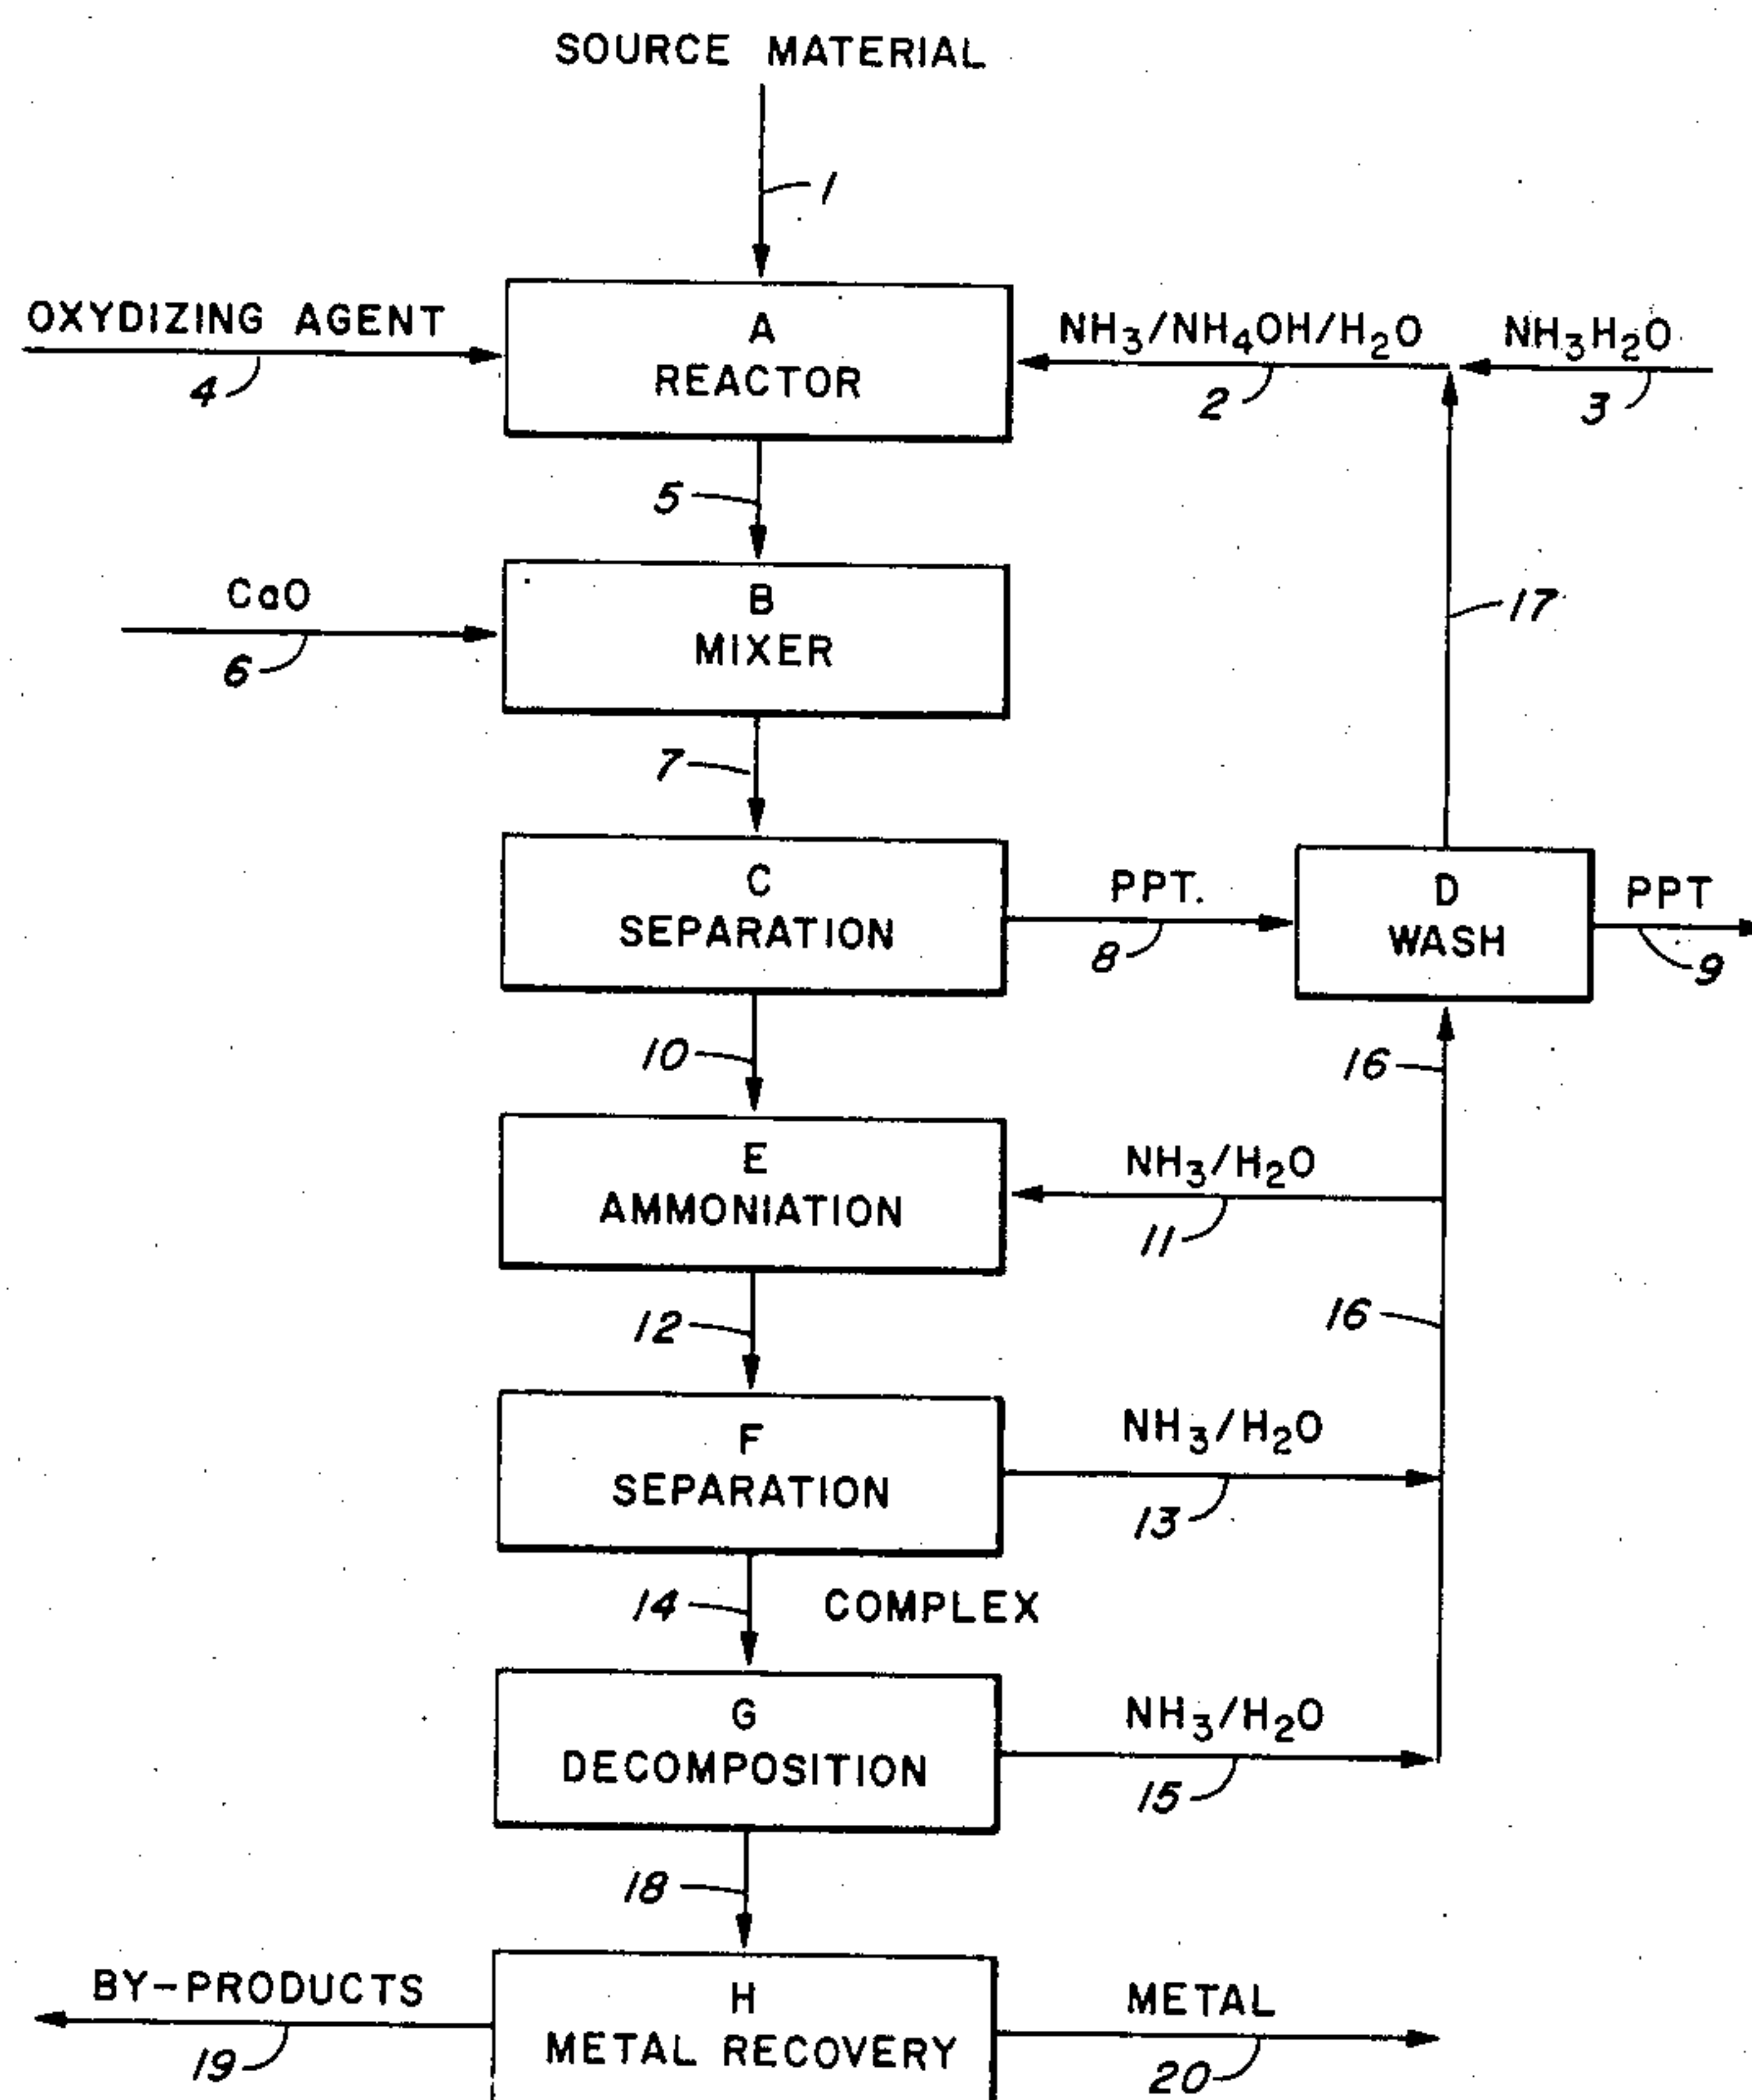 SOURCE MATERIAL
1
OXYDIZING AGENT
4
A
REACTOR
NH₃/NH₄OH/H₂O
2
NH₃H₂O
3
5
CaO
6
B
MIXER
17
7
C
SEPARATION
PPT.
8
D
WASH
PPT
9
10
16
E
AMMONIATION
NH₃/H₂O
11
12
16
F
SEPARATION
NH₃/H₂O
13
14
COMPLEX
G
DECOMPOSITION
NH₃/H₂O
15
18
BY-PRODUCTS
19
H
METAL RECOVERY
METAL
20